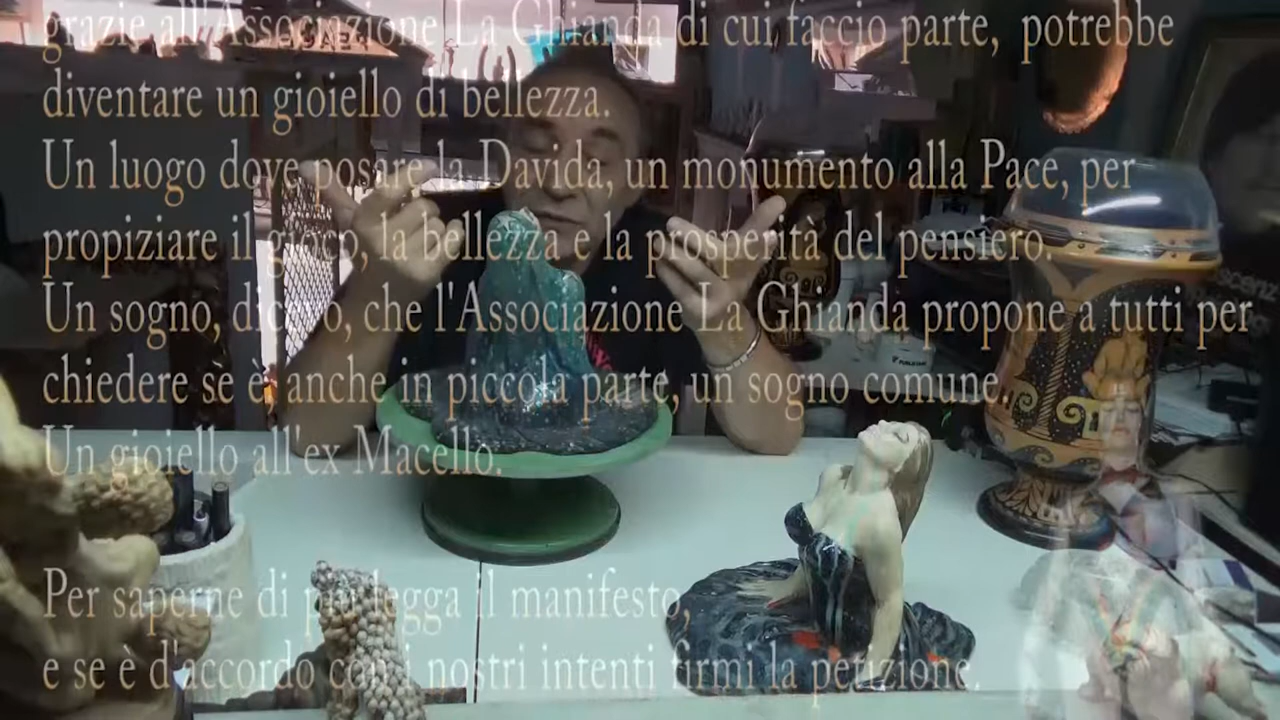 grazie all'Associazione La Ghianda di cui faccio parte, potrebbe
diventare un gioiello di bellezza.
Un luogo dove posare la Davida, un monumento alla Pace, per
propiziare il gioco, la bellezza e la prosperità del pensiero.
Un sogno, dicevo, che l'Associazione La Ghianda propone a tutti per
chiedere se è anche in piccola parte, un sogno comune.
Un gioiello all'ex Macello.
Per saperne di più legga il manifesto,
e se è d'accordo con i nostri intenti firmi la petizione.